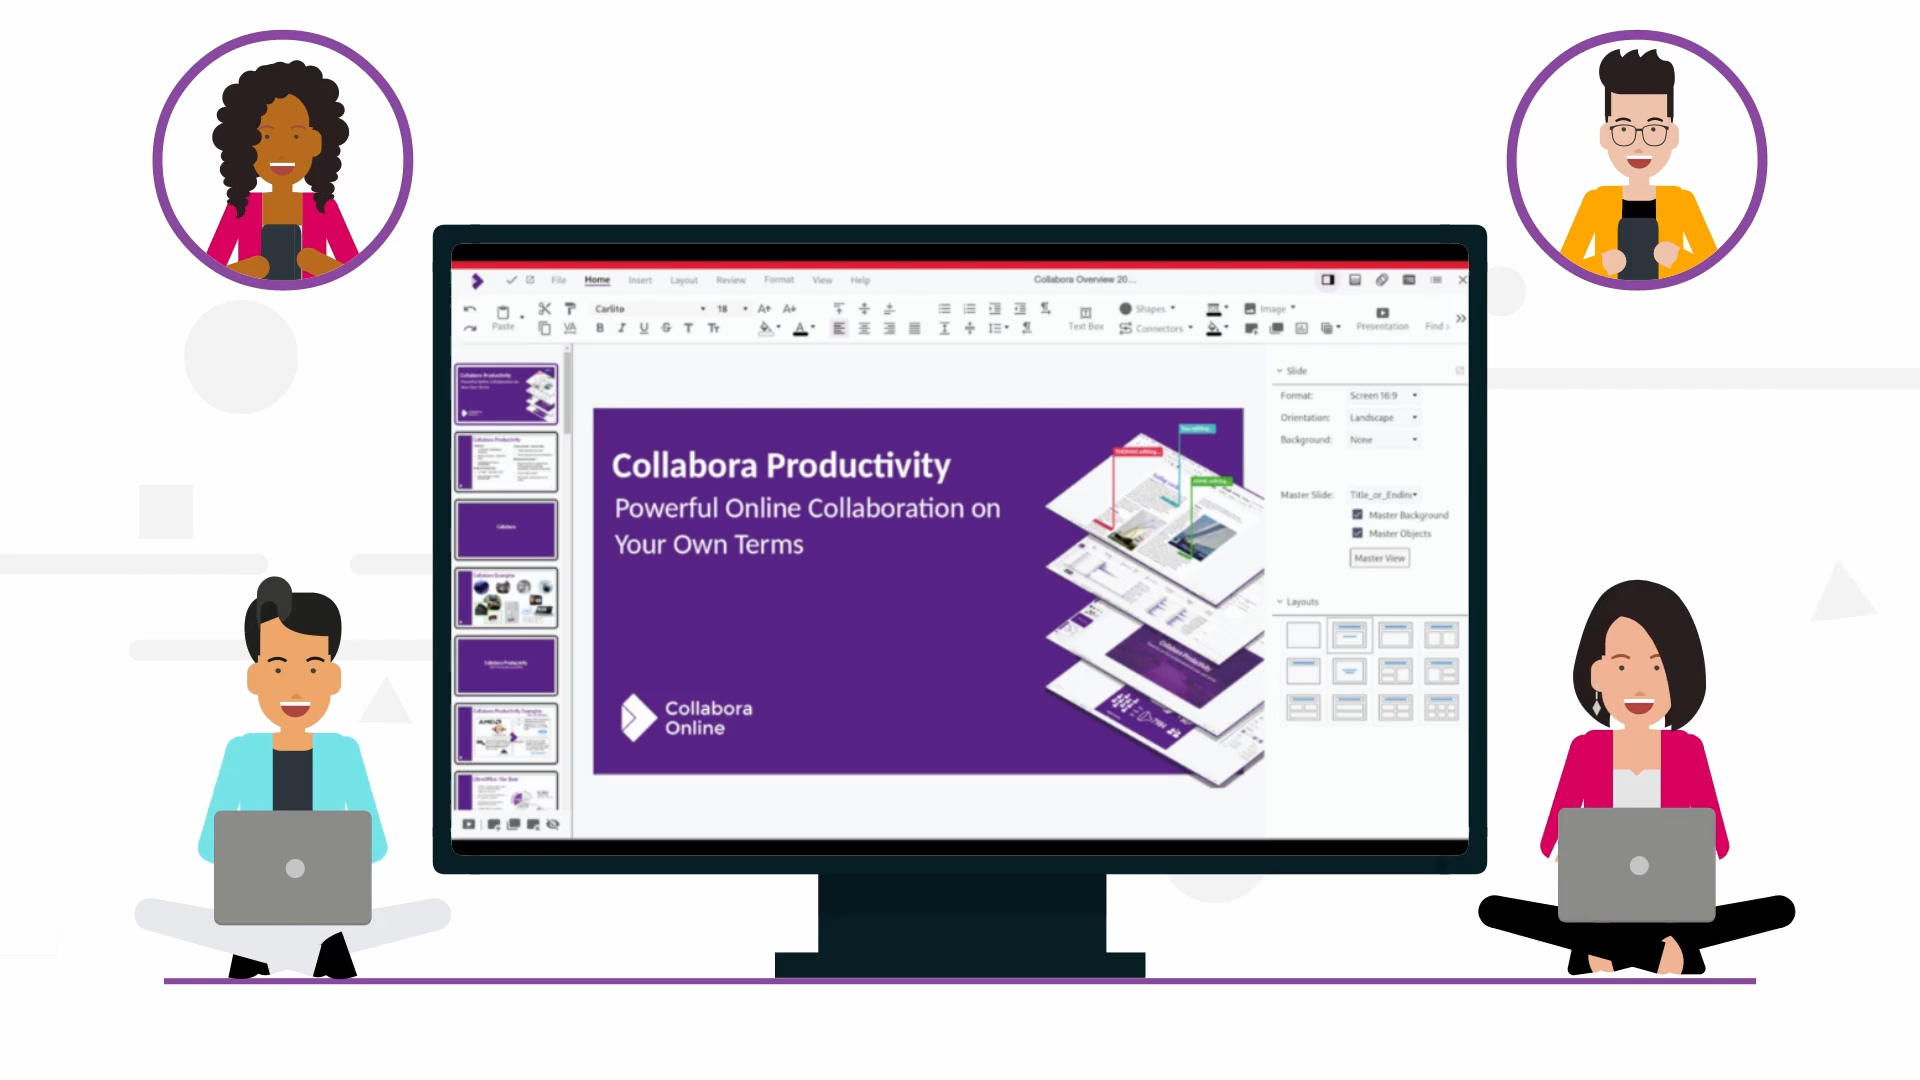 File Home Insert Layout Review Format View Help
Collabora Overview 20...
Paste
Carlito
18
Text Box
Shapes
Connectors
Image
Presentation
Find
Collabora Productivity
Powerful Online Collaboration on
Your Own Terms
Collabora
Online
Slide
Format: Screen 16:9
Orientation: Landscape
Background: None
Master Slide: Title_or_Endin
Master Background
Master Objects
Master View
Layouts